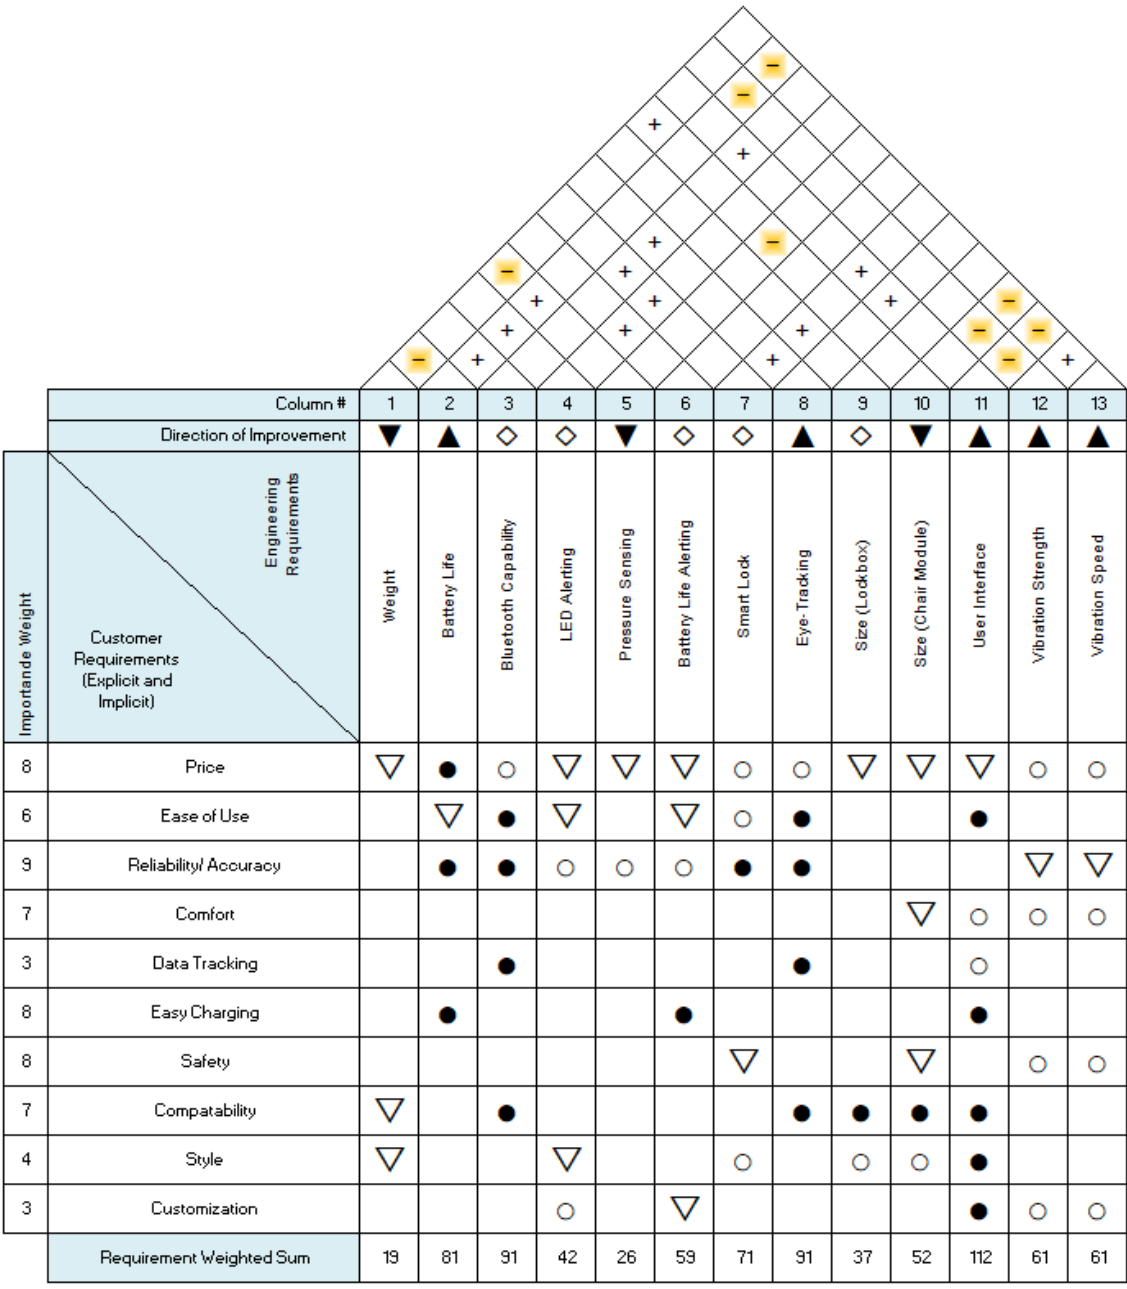 Column # 1 2 3 4 5 6 7 8 9 10 11 12 13
Direction of Improvement
Importande Weight
Engineering
Requirements
Customer
Requirements
(Explicit and
Implicit)
Weight
Battery Life
Bluetooth Capability
LED Alerting
Pressure Sensing
Battery Life Alerting
Smart Lock
Eye-Tracking
Size (Lockbox)
Size (Chair Module)
User Interface
Vibration Strength
Vibration Speed
8 Price
6 Ease of Use
9 Reliability/ Accuracy
7 Comfort
3 Data Tracking
8 Easy Charging
8 Safety
7 Compatability
4 Style
3 Customization
Requirement Weighted Sum 19 81 91 42 26 59 71 91 37 52 112 61 61